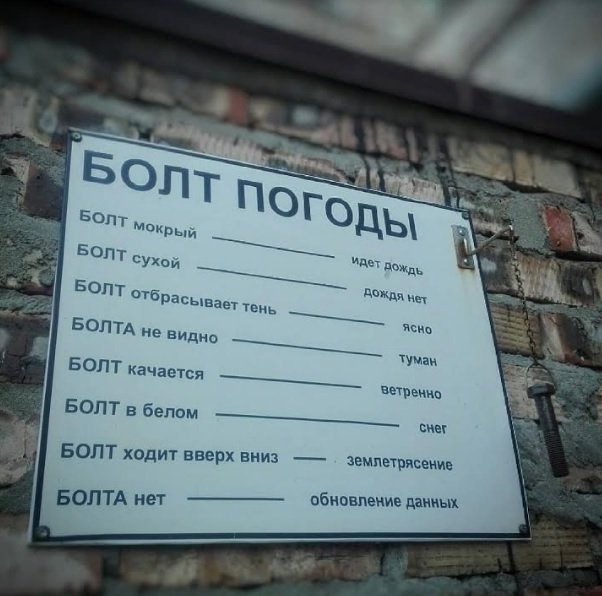 БОЛТ ПОГОДЫ
БОЛТ мокрый ———— идет дождь
БОЛТ сухой ———— дождя нет
БОЛТ отбрасывает тень ———— ясно
БОЛТА не видно ———— туман
БОЛТ качается ———— ветренно
БОЛТ в белом ———— снег
БОЛТ ходит вверх вниз — землетрясение
БОЛТА нет ———— обновление данных